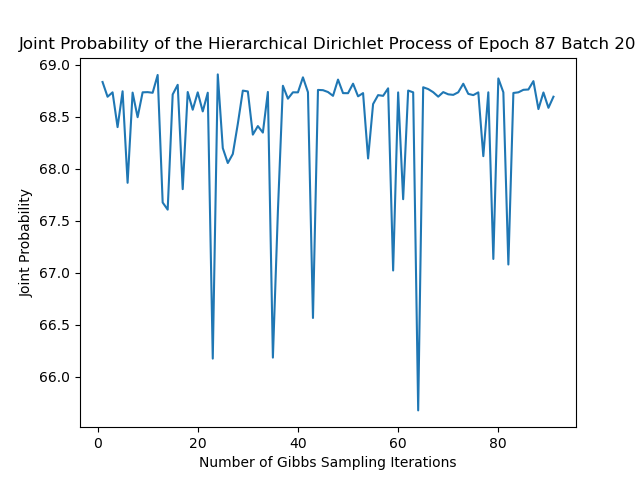 Joint Probability of the Hierarchical Dirichlet Process of Epoch 87 Batch 20
69.0
68.5
68.0
67.5
67.0
66.5
66.0
Joint Probability
0 20 40 60 80
Number of Gibbs Sampling Iterations